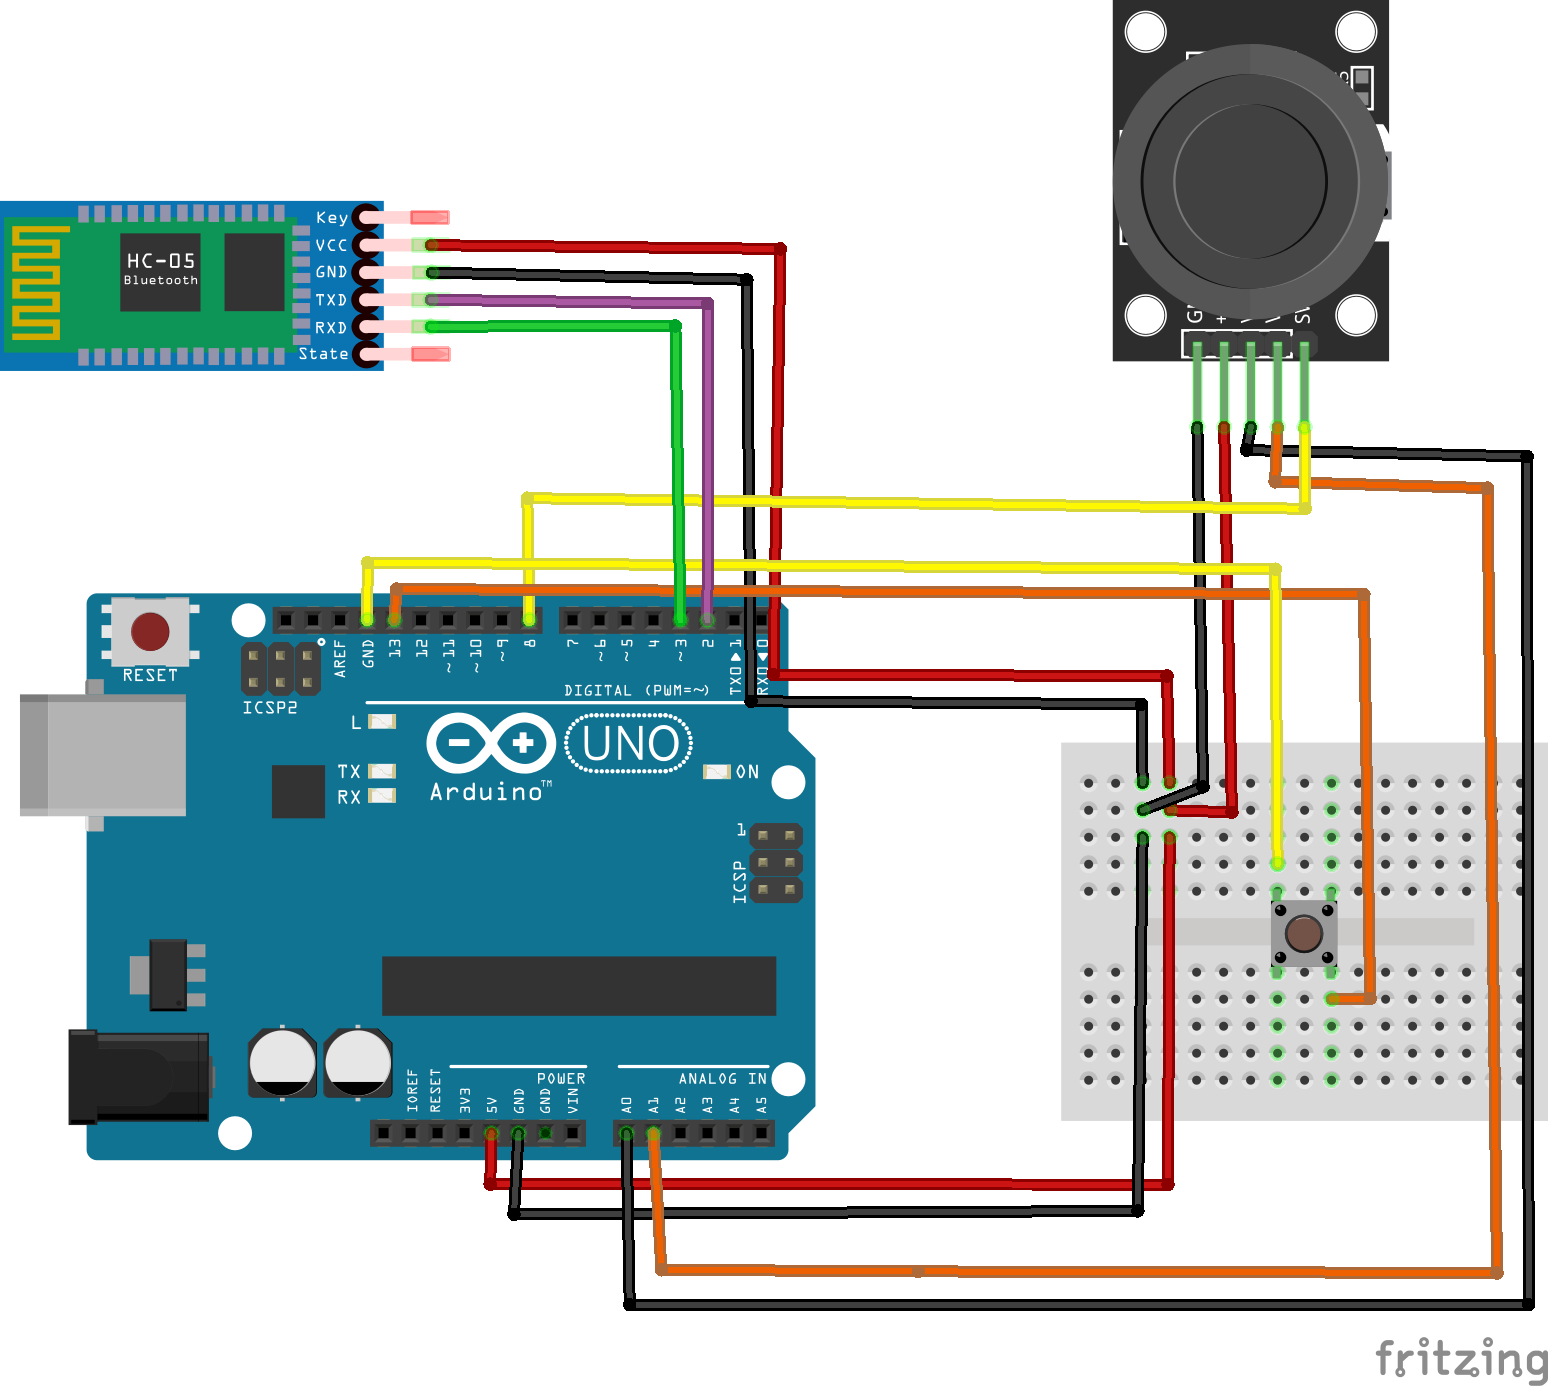 Key
VCC
GND
TXD
RXD
State
HC-05
Bluetooth
G
+
RESET
ICSP2
AREF
GND
13
12
~11
~10
~9
8
7
~6
~5
4
~3
2
TX0 1
RX0 0
DIGITAL (PWM=~)
L
TX
RX
UNO
Arduino™
ON
1
ICSP
POWER
ANALOG IN
IOREF
RESET
3V3
5V
GND
GND
VIN
A0
A1
A2
A3
A4
A5
fritzing